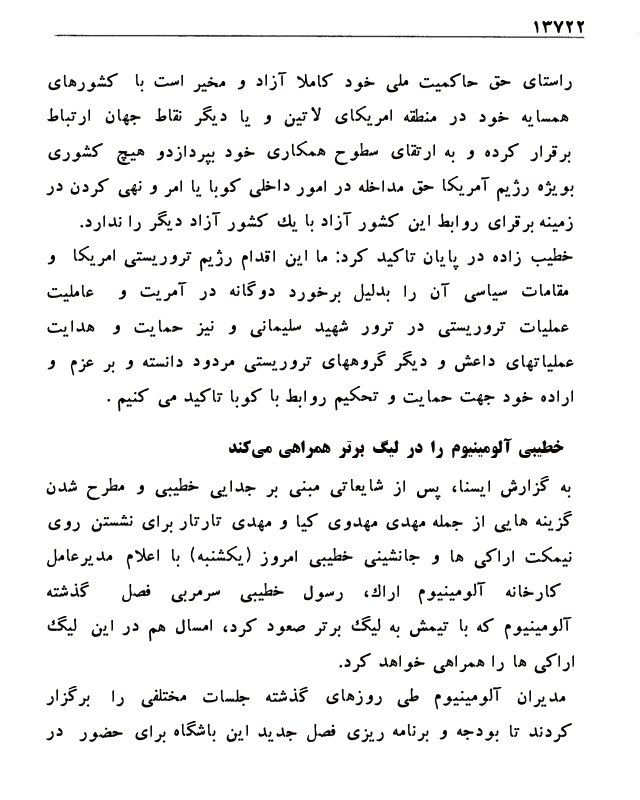 ۱۳۷۲۲
راستای حق حاکمیت ملی خود کاملا آزاد و مخیر است با کشورهای
همسایه خود در منطقه امریکای لاتین و یا دیگر نقاط جهان ارتباط
برقرار کرده و به ارتقای سطوح همکاری خود بپردازدو هیچ کشوری
بویژه رژیم آمریکا حق مداخله در امور داخلی کوبا یا امر و نهی کردن در
زمینه برقرای روابط این کشور آزاد با یك کشور آزاد دیگر را ندارد.
خطیب زاده در پایان تاکید کرد: ما این اقدام رژیم تروریستی امریکا و
مقامات سیاسی آن را بدلیل برخورد دوگانه در آمریت و عاملیت
عملیات تروریستی در ترور شهید سلیمانی و نیز حمایت و هدایت
عملیاتهای داعش و دیگر گروههای تروریستی مردود دانسته و بر عزم و
اراده خود جهت حمایت و تحکیم روابط با کوبا تاکید می کنیم .
خطیبی آلومینیوم را در لیگ برتر همراهی می‌کند
به گزارش ایسنا، پس از شایعاتی مبنی بر جدایی خطیبی و مطرح شدن
گزینه هایی از جمله مهدی مهدوی کیا و مهدی تارتار برای نشستن روی
نیمکت اراکی ها و جانشینی خطیبی امروز (یکشنبه) با اعلام مدیرعامل
کارخانه آلومینیوم اراك، رسول خطیبی سرمربی فصل گذشته
آلومینیوم که با تیمش به لیگ برتر صعود کرد، امسال هم در این لیگ
اراکی ها را همراهی خواهد کرد.
مدیران آلومینیوم طی روزهای گذشته جلسات مختلفی را برگزار
کردند تا بودجه و برنامه ریزی فصل جدید این باشگاه برای حضور در